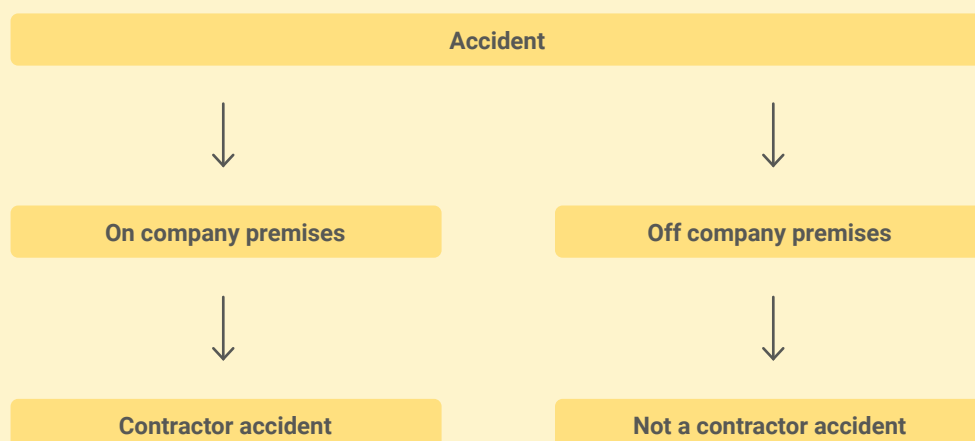 Accident
On company premises
Off company premises
Contractor accident
Not a contractor accident